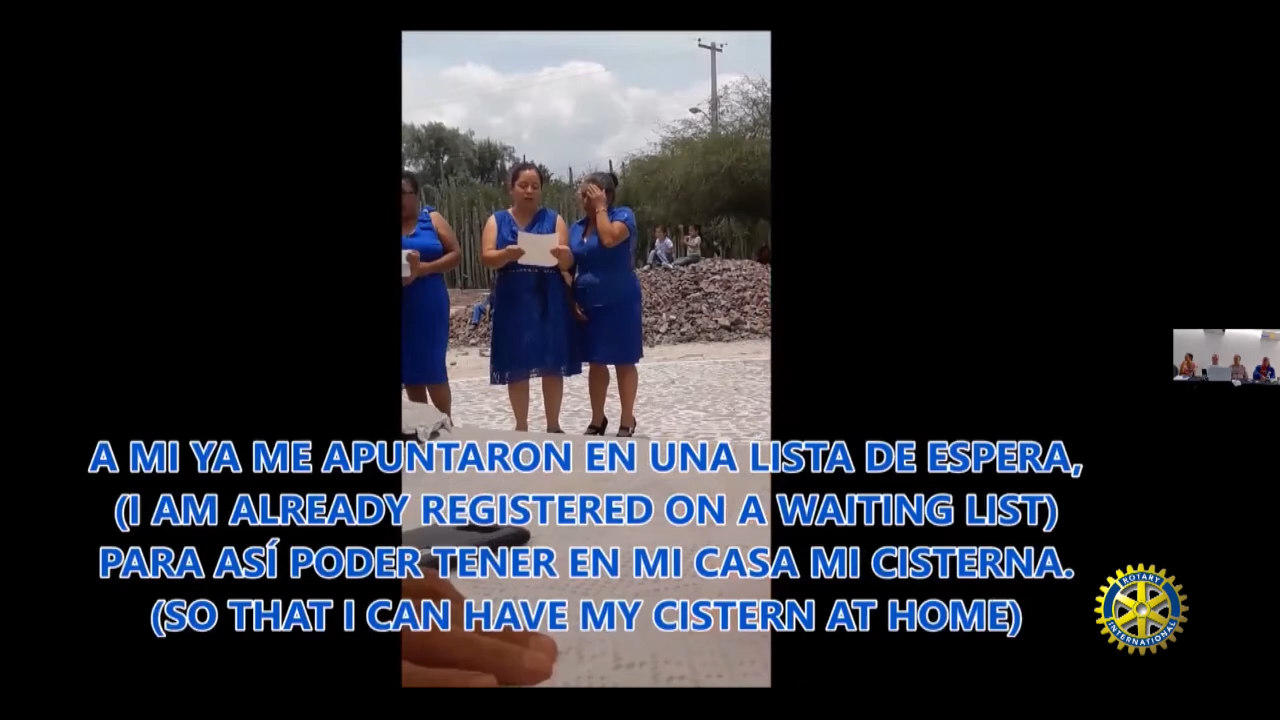 A MI YA ME APUNTARON EN UNA LISTA DE ESPERA,
(I AM ALREADY REGISTERED ON A WAITING LIST)
PARA ASÍ PODER TENER EN MI CASA MI CISTERNA.
(SO THAT I CAN HAVE MY CISTERN AT HOME)
ROTARY
INTERNATIONAL